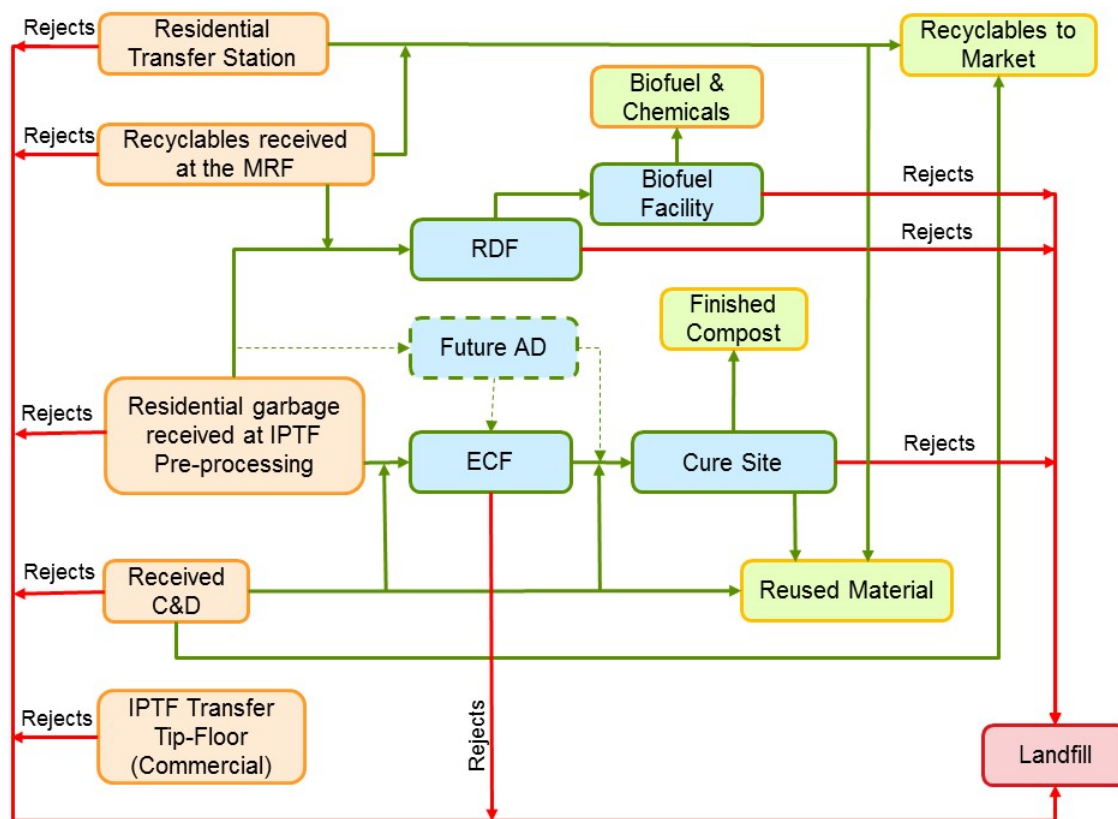 Rejects
Residential
Transfer Station
Recyclables to
Market
Biofuel &
Chemicals
Rejects
Recyclables received
at the MRF
Biofuel
Facility
Rejects
RDF
Rejects
Finished
Compost
Future AD
Rejects
Residential garbage
received at IPTF
Pre-processing
ECF
Cure Site
Rejects
Rejects
Received
C&D
Reused Material
Rejects
IPTF Transfer
Tip-Floor
(Commercial)
Rejects
Landfill